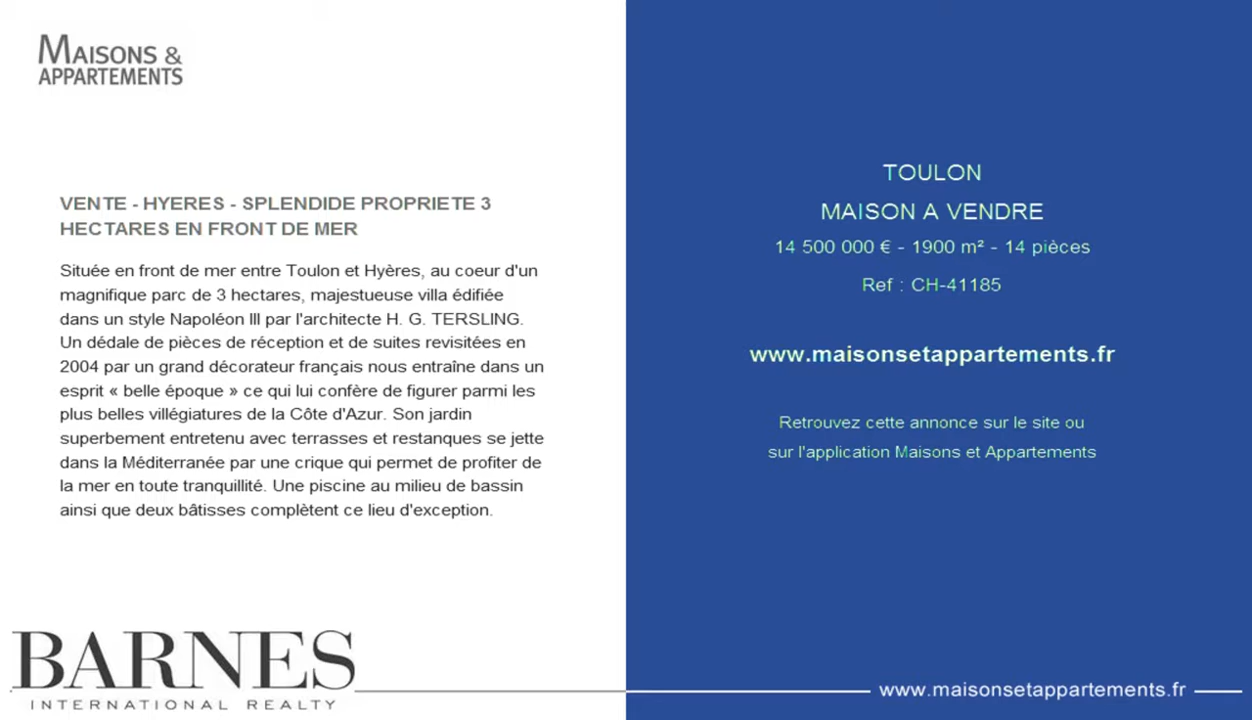 MAISONS &
APPARTEMENTS
VENTE - HYERES - SPLENDIDE PROPRIETE 3
HECTARES EN FRONT DE MER
Située en front de mer entre Toulon et Hyères, au coeur d'un
magnifique parc de 3 hectares, majestueuse villa édifiée
dans un style Napoléon III par l'architecte H. G. TERSLING.
Un dédale de pièces de réception et de suites revisitées en
2004 par un grand décorateur français nous entraîne dans un
esprit « belle époque » ce qui lui confère de figurer parmi les
plus belles villégiatures de la Côte d'Azur. Son jardin
superbement entretenu avec terrasses et restanques se jette
dans la Méditerranée par une crique qui permet de profiter de
la mer en toute tranquillité. Une piscine au milieu de bassin
ainsi que deux bâtisses complètent ce lieu d'exception.
BARNES
INTERNATIONAL REALTY
TOULON
MAISON A VENDRE
14 500 000 € - 1900 m² - 14 pièces
Ref : CH-41185
www.maisonsetappartements.fr
Retrouvez cette annonce sur le site ou
sur l'application Maisons et Appartements
www.maisonsetappartements.fr